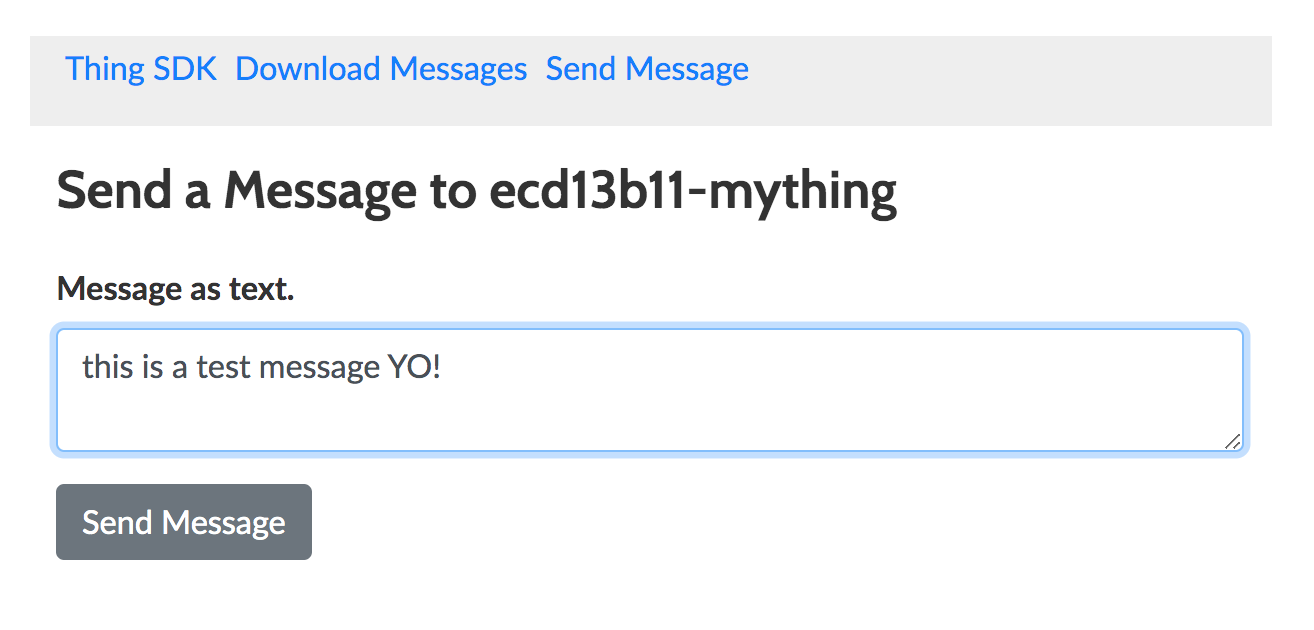 Thing SDK Download Messages Send Message
Send a Message to ecd13b11-mything
Message as text.
this is a test message YO!
Send Message